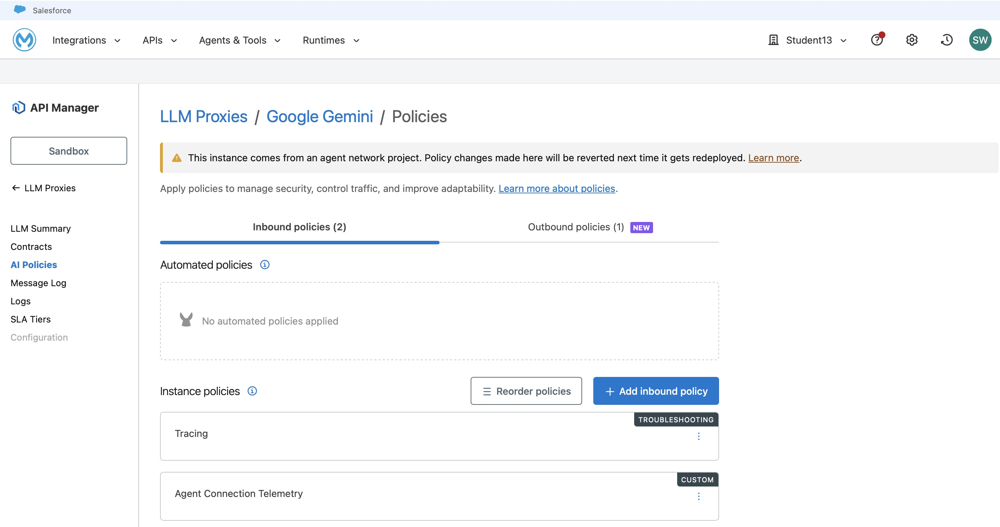 Salesforce
Integrations APIs Agents & Tools Runtimes Student13 SW
API Manager
Sandbox
LLM Proxies
LLM Summary
Contracts
AI Policies
Message Log
Logs
SLA Tiers
Configuration
LLM Proxies / Google Gemini / Policies
This instance comes from an agent network project. Policy changes made here will be reverted next time it gets redeployed. Learn more.
Apply policies to manage security, control traffic, and improve adaptability. Learn more about policies.
Inbound policies (2) Outbound policies (1) NEW
Automated policies
No automated policies applied
Instance policies Reorder policies + Add inbound policy
TROUBLESHOOTING
Tracing
CUSTOM
Agent Connection Telemetry